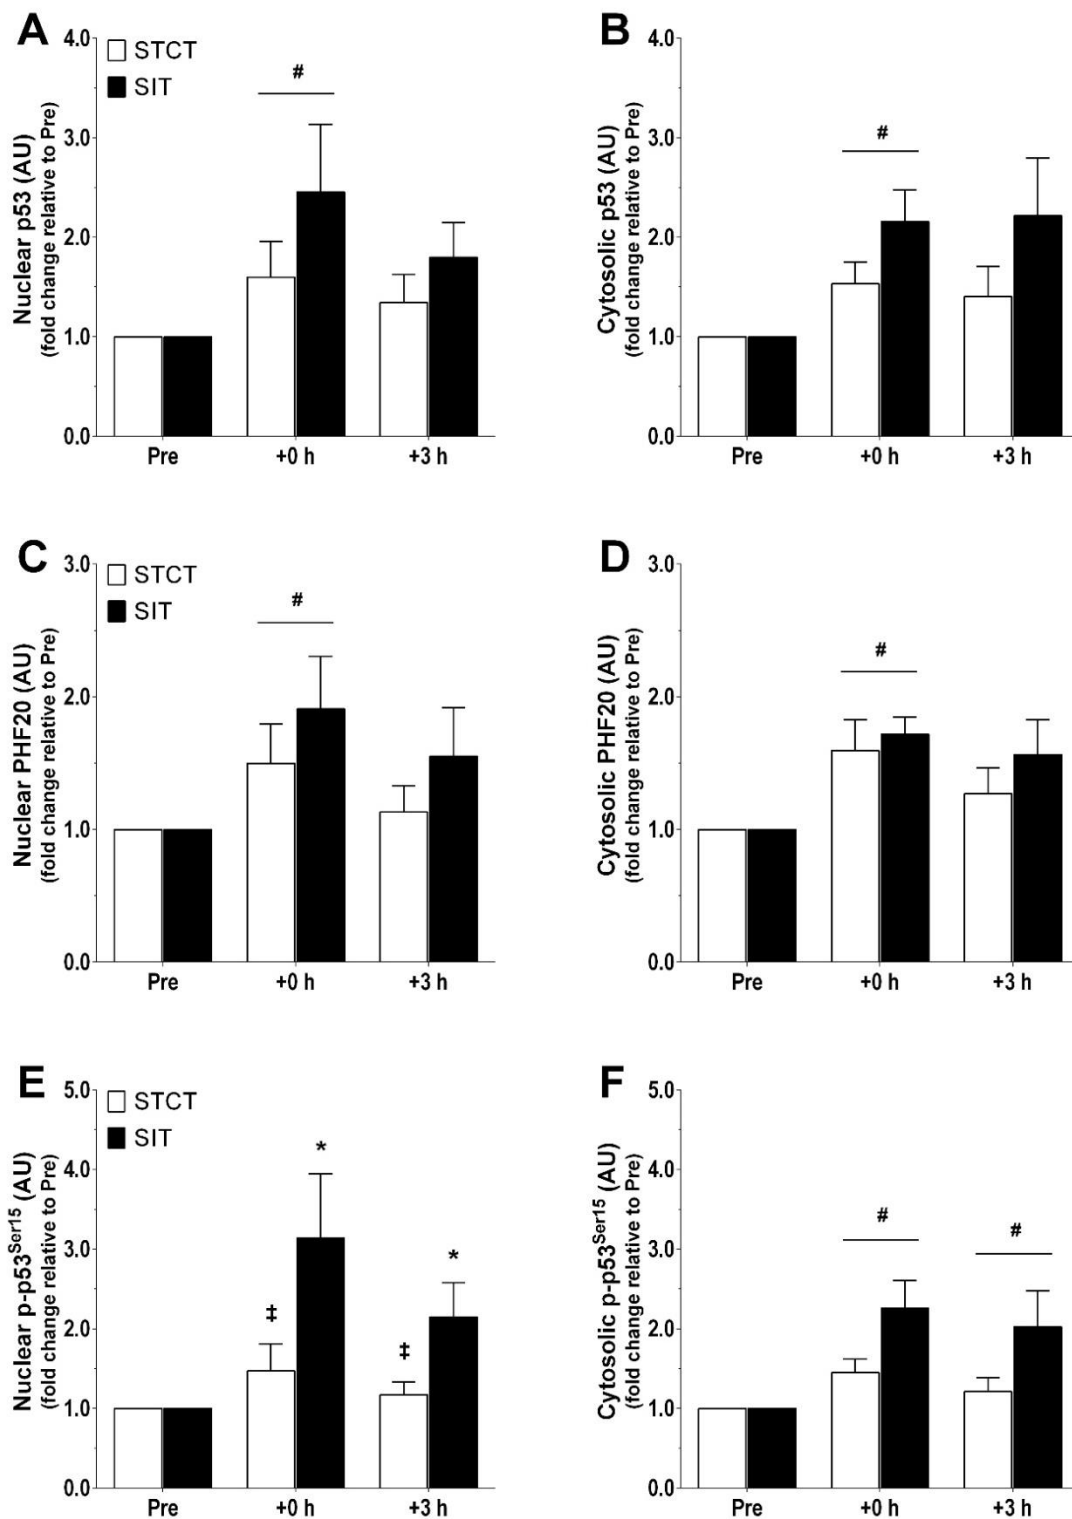 A
4.0
3.0
2.0
1.0
0.0
Nuclear p53 (AU)
(fold change relative to Pre)
STCT
SIT
#
Pre
+0 h
+3 h
B
4.0
3.0
2.0
1.0
0.0
Cytosolic p53 (AU)
(fold change relative to Pre)
#
Pre
+0 h
+3 h
C
3.0
2.0
1.0
0.0
Nuclear PHF20 (AU)
(fold change relative to Pre)
STCT
SIT
#
Pre
+0 h
+3 h
D
3.0
2.0
1.0
0.0
Cytosolic PHF20 (AU)
(fold change relative to Pre)
#
Pre
+0 h
+3 h
E
5.0
4.0
3.0
2.0
1.0
0.0
Nuclear p-p53Ser15 (AU)
(fold change relative to Pre)
STCT
SIT
‡
*
‡
*
Pre
+0 h
+3 h
F
5.0
4.0
3.0
2.0
1.0
0.0
Cytosolic p-p53Ser15 (AU)
(fold change relative to Pre)
#
#
Pre
+0 h
+3 h